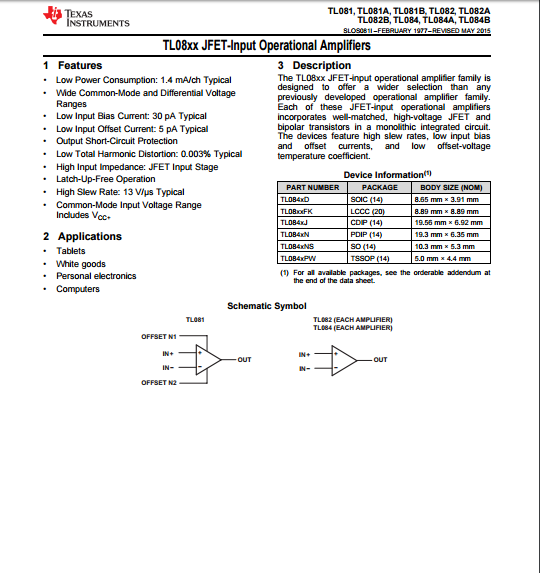 TEXAS
INSTRUMENTS
TL081, TL081A, TL081B, TL082, TL082A
TL082B, TL084, TL084A, TL084B
SLOS081I–FEBRUARY 1977–REVISED MAY 2015
TL08xx JFET-Input Operational Amplifiers
1 Features
• Low Power Consumption: 1.4 mA/ch Typical
• Wide Common-Mode and Differential Voltage
Ranges
• Low Input Bias Current: 30 pA Typical
• Low Input Offset Current: 5 pA Typical
• Output Short-Circuit Protection
• Low Total Harmonic Distortion: 0.003% Typical
• High Input Impedance: JFET Input Stage
• Latch-Up-Free Operation
• High Slew Rate: 13 V/μs Typical
• Common-Mode Input Voltage Range
Includes VCC+
2 Applications
• Tablets
• White goods
• Personal electronics
• Computers
3 Description
The TL08xx JFET-input operational amplifier family is
designed to offer a wider selection than any
previously developed operational amplifier family.
Each of these JFET-input operational amplifiers
incorporates well-matched, high-voltage JFET and
bipolar transistors in a monolithic integrated circuit.
The devices feature high slew rates, low input bias
and offset currents, and low offset-voltage
temperature coefficient.
Device Information(1)
PART NUMBER PACKAGE BODY SIZE (NOM)
TL084xD SOIC (14) 8.65 mm × 3.91 mm
TL08xxFK LCCC (20) 8.89 mm × 8.89 mm
TL084xJ CDIP (14) 19.56 mm × 6.92 mm
TL084xN PDIP (14) 19.3 mm × 6.35 mm
TL084xNS SO (14) 10.3 mm × 5.3 mm
TL084xPW TSSOP (14) 5.0 mm × 4.4 mm
(1) For all available packages, see the orderable addendum at
the end of the data sheet.
Schematic Symbol
TL081
OFFSET N1
IN+
+
IN−
−
OFFSET N2
OUT
TL082 (EACH AMPLIFIER)
TL084 (EACH AMPLIFIER)
IN+
+
IN−
−
OUT